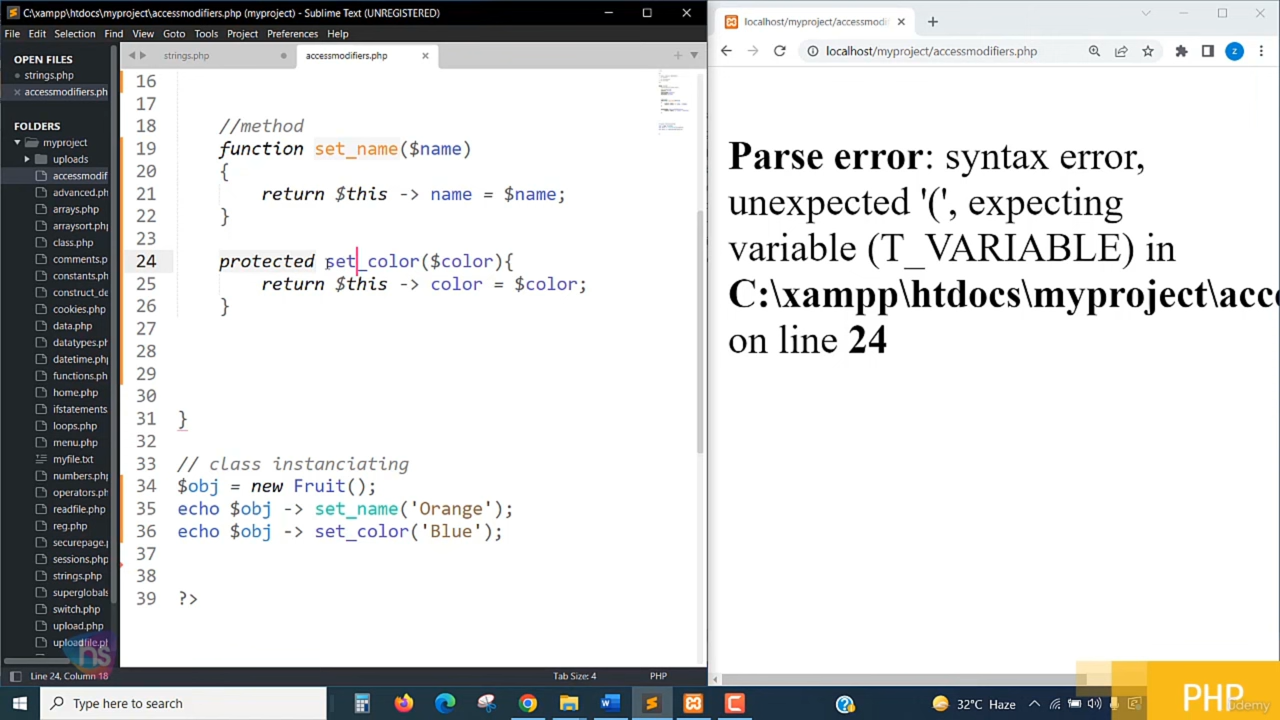 C:\xampp\htdocs\myproject\accessmodifiers.php (myproject) - Sublime Text (UNREGISTERED)
File Edit Selection Find View Goto Tools Project Preferences Help
OPEN FILES
strings.php
accessmodifiers.ph
FOLDERS
myproject
uploads
accessmodif
advanced.ph
arrays.php
arraysort.ph
class.php
comments.p
constants.ph
construct_de
cookies.php
data.php
datatypes.ph
datetime.php
functions.ph
home.php
ifstatements
loops.php
menu.php
myfile.txt
numbers.php
operators.ph
readfile.php
reg.php
securepage.p
sessions.php
strings.php
superglobals
switch.php
upload.php
uploadfile.p
ns
strings.php
accessmodifiers.php
16
17
18 //method
19 function set_name($name)
20 {
21 return $this -> name = $name;
22 }
23
24 protected set_color($color){
25 return $this -> color = $color;
26 }
27
28
29
30
31 }
32
33 // class instanciating
34 $obj = new Fruit();
35 echo $obj -> set_name('Orange');
36 echo $obj -> set_color('Blue');
37
38
39 ?>
Line 24, Column 18
Tab Size: 4
PHP
localhost/myproject/accessmodifi
localhost/myproject/accessmodifiers.php
z
Parse error: syntax error,
unexpected '(', expecting
variable (T_VARIABLE) in
C:\xampp\htdocs\myproject\acce
on line 24
Type here to search
32°C Haze
PHP
Udemy